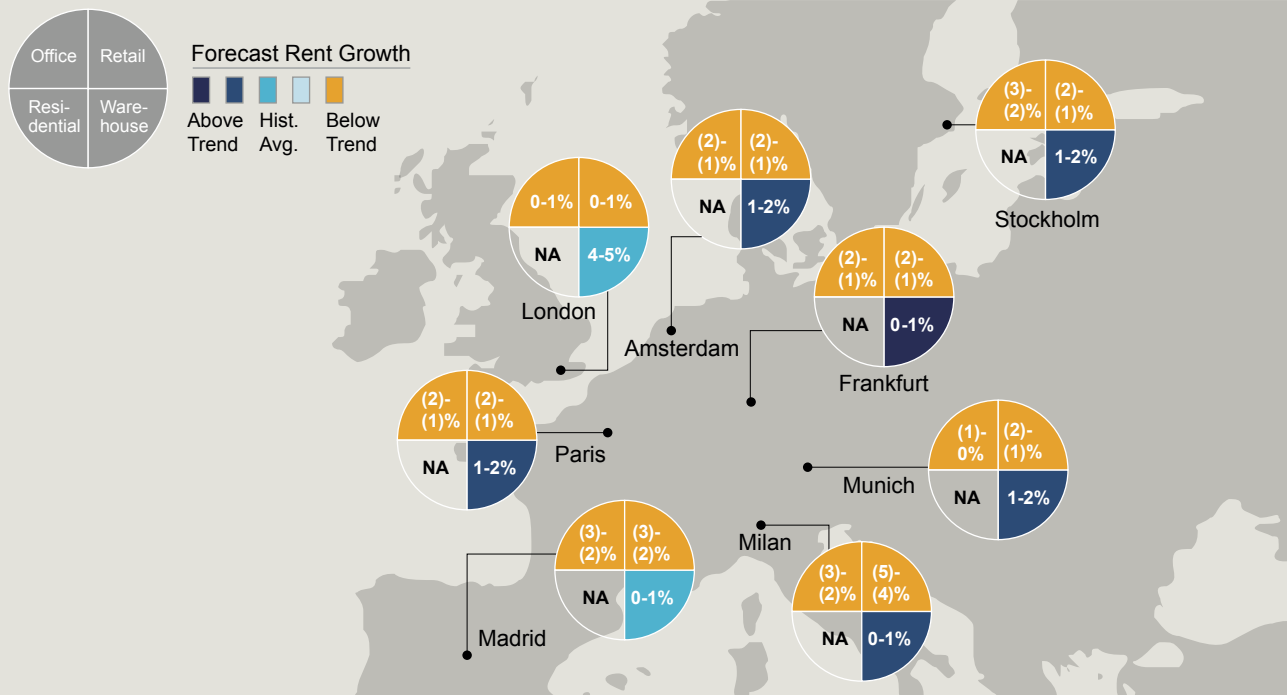 Office
Retail
Resi-
dential
Ware-
house
Forecast Rent Growth
Above
Trend
Hist.
Avg.
Below
Trend
(3)-
(2)%
(2)-
(1)%
NA
1-2%
Stockholm
(2)-
(1)%
(2)-
(1)%
NA
1-2%
Amsterdam
0-1%
0-1%
NA
4-5%
London
(2)-
(1)%
(2)-
(1)%
NA
0-1%
Frankfurt
(2)-
(1)%
(2)-
(1)%
NA
1-2%
Paris
(1)-
0%
(2)-
(1)%
NA
1-2%
Munich
(3)-
(2)%
(3)-
(2)%
NA
0-1%
Madrid
Milan
(3)-
(2)%
(5)-
(4)%
NA
0-1%